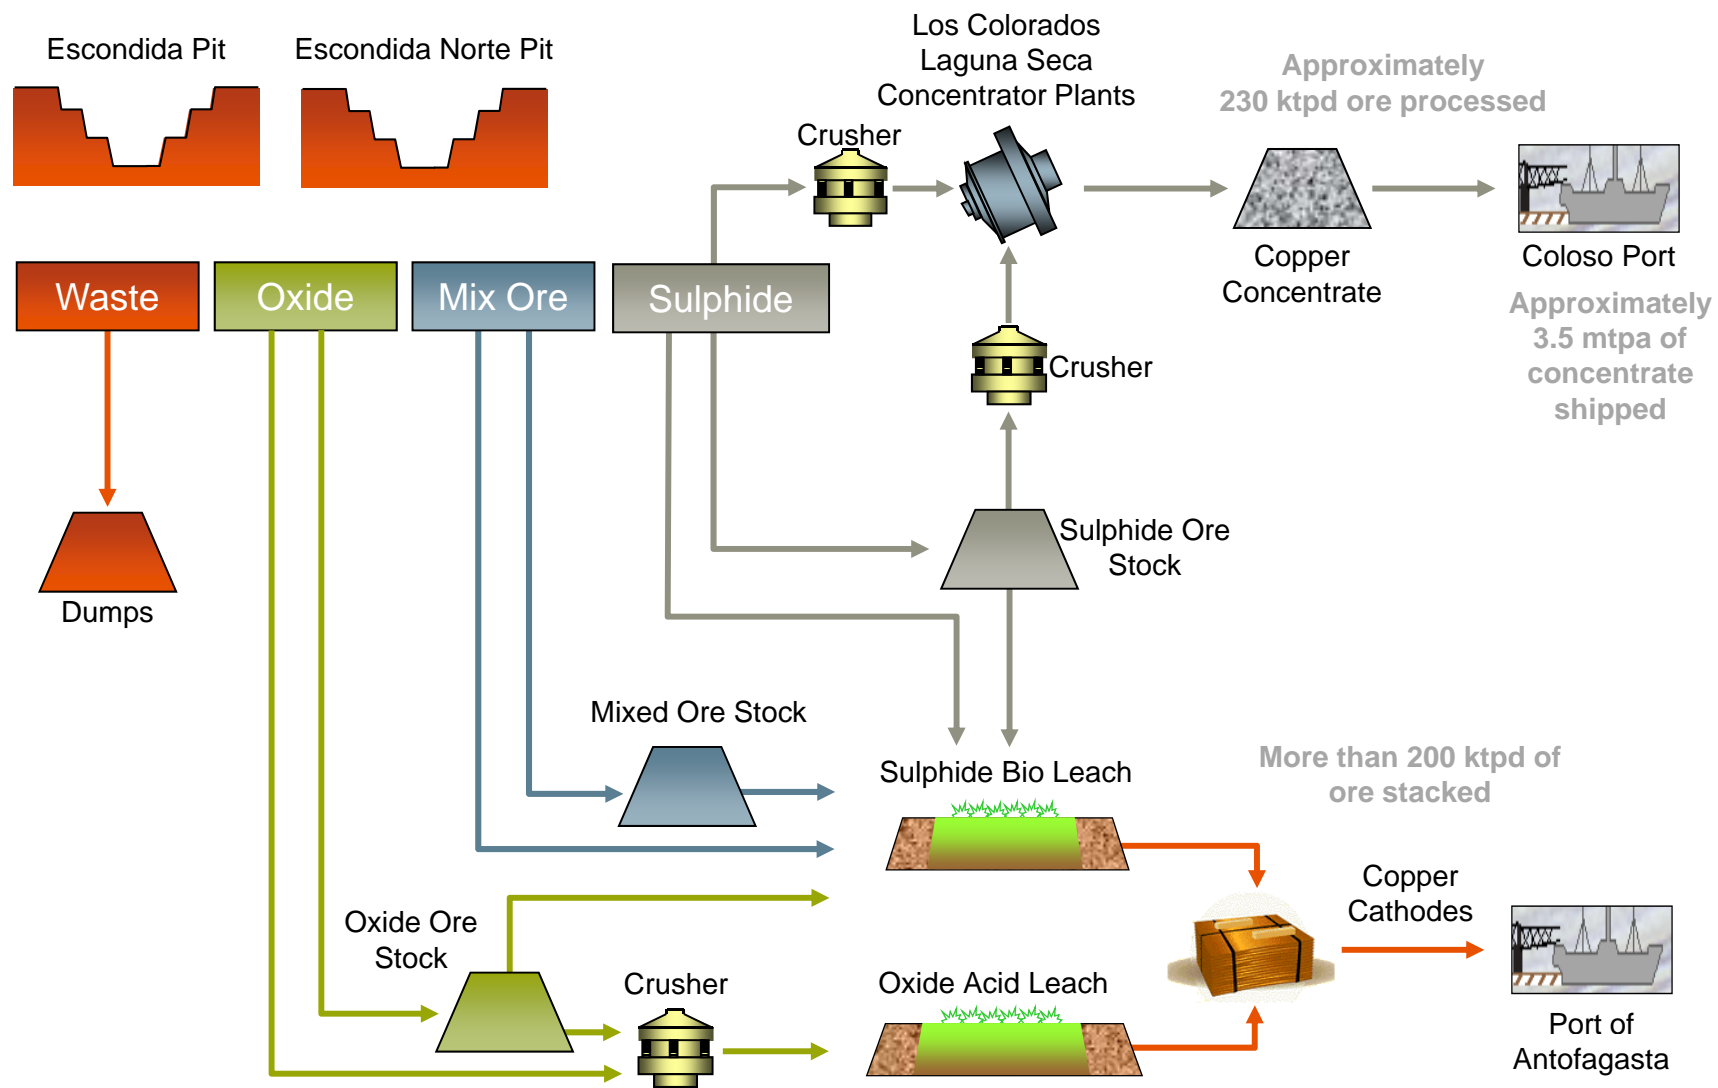 Escondida Pit
Escondida Norte Pit
Los Colorados
Laguna Seca
Concentrator Plants
Approximately
230 ktpd ore processed
Crusher
Waste
Oxide
Mix Ore
Sulphide
Copper
Concentrate
Coloso Port
Approximately
3.5 mtpa of
concentrate
shipped
Crusher
Sulphide Ore
Stock
Dumps
Mixed Ore Stock
Sulphide Bio Leach
More than 200 ktpd of
ore stacked
Oxide Ore
Stock
Copper
Cathodes
Crusher
Oxide Acid Leach
Port of
Antofagasta